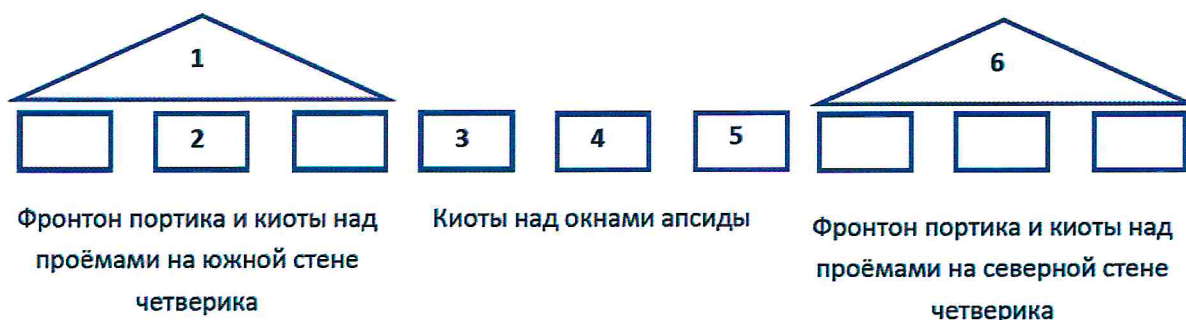 1
6
2
3
4
5
Фронтон портика и киоты над
проёмами на южной стене
четверика
Киоты над окнами апсиды
Фронтон портика и киоты над
проёмами на северной стене
четверика